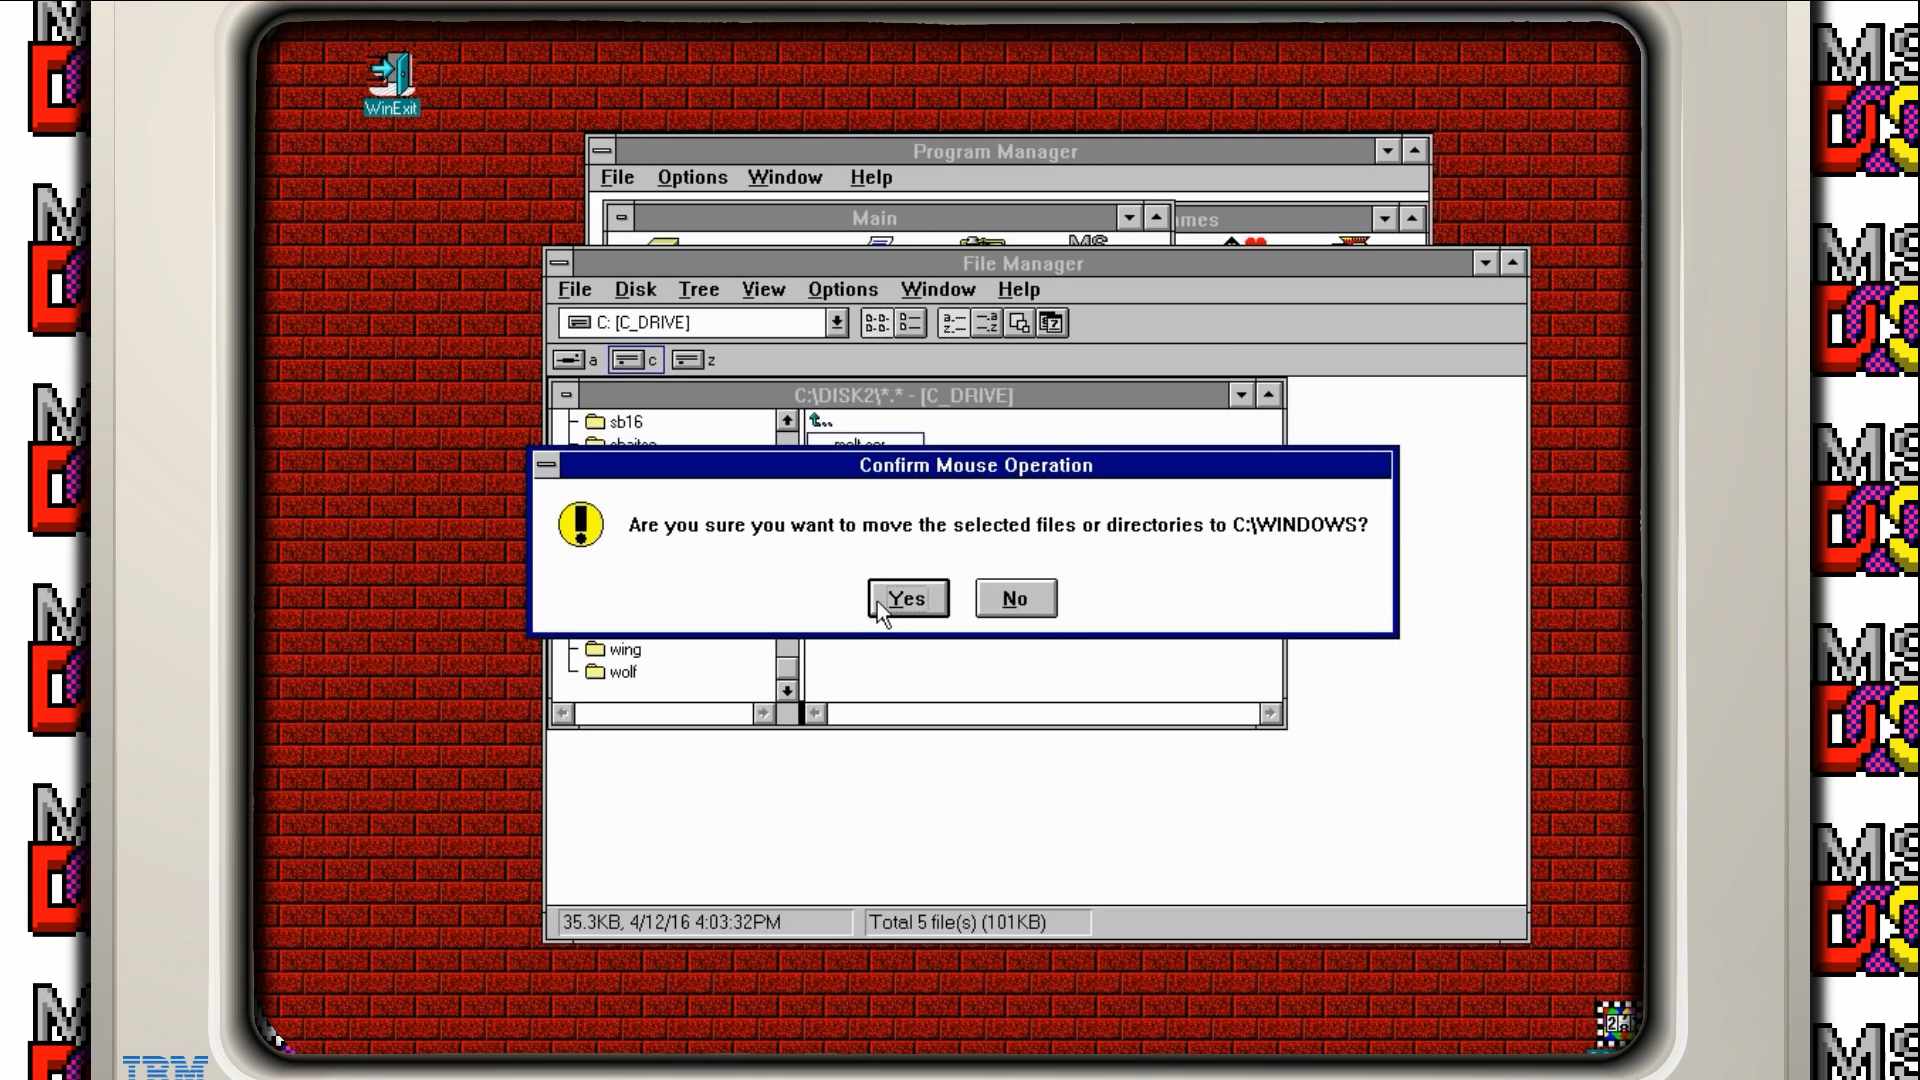 WinExit
Program Manager
File Options Window Help
Main
File Manager
File Disk Tree View Options Window Help
C: [C_DRIVE]
a c z
C:\DISK2\*.* - [C_DRIVE]
sb16
Confirm Mouse Operation
Are you sure you want to move the selected files or directories to C:\WINDOWS?
Yes No
wing
wolf
35.3KB, 4/12/16 4:03:32PM Total 5 file(s) (101KB)
IBM